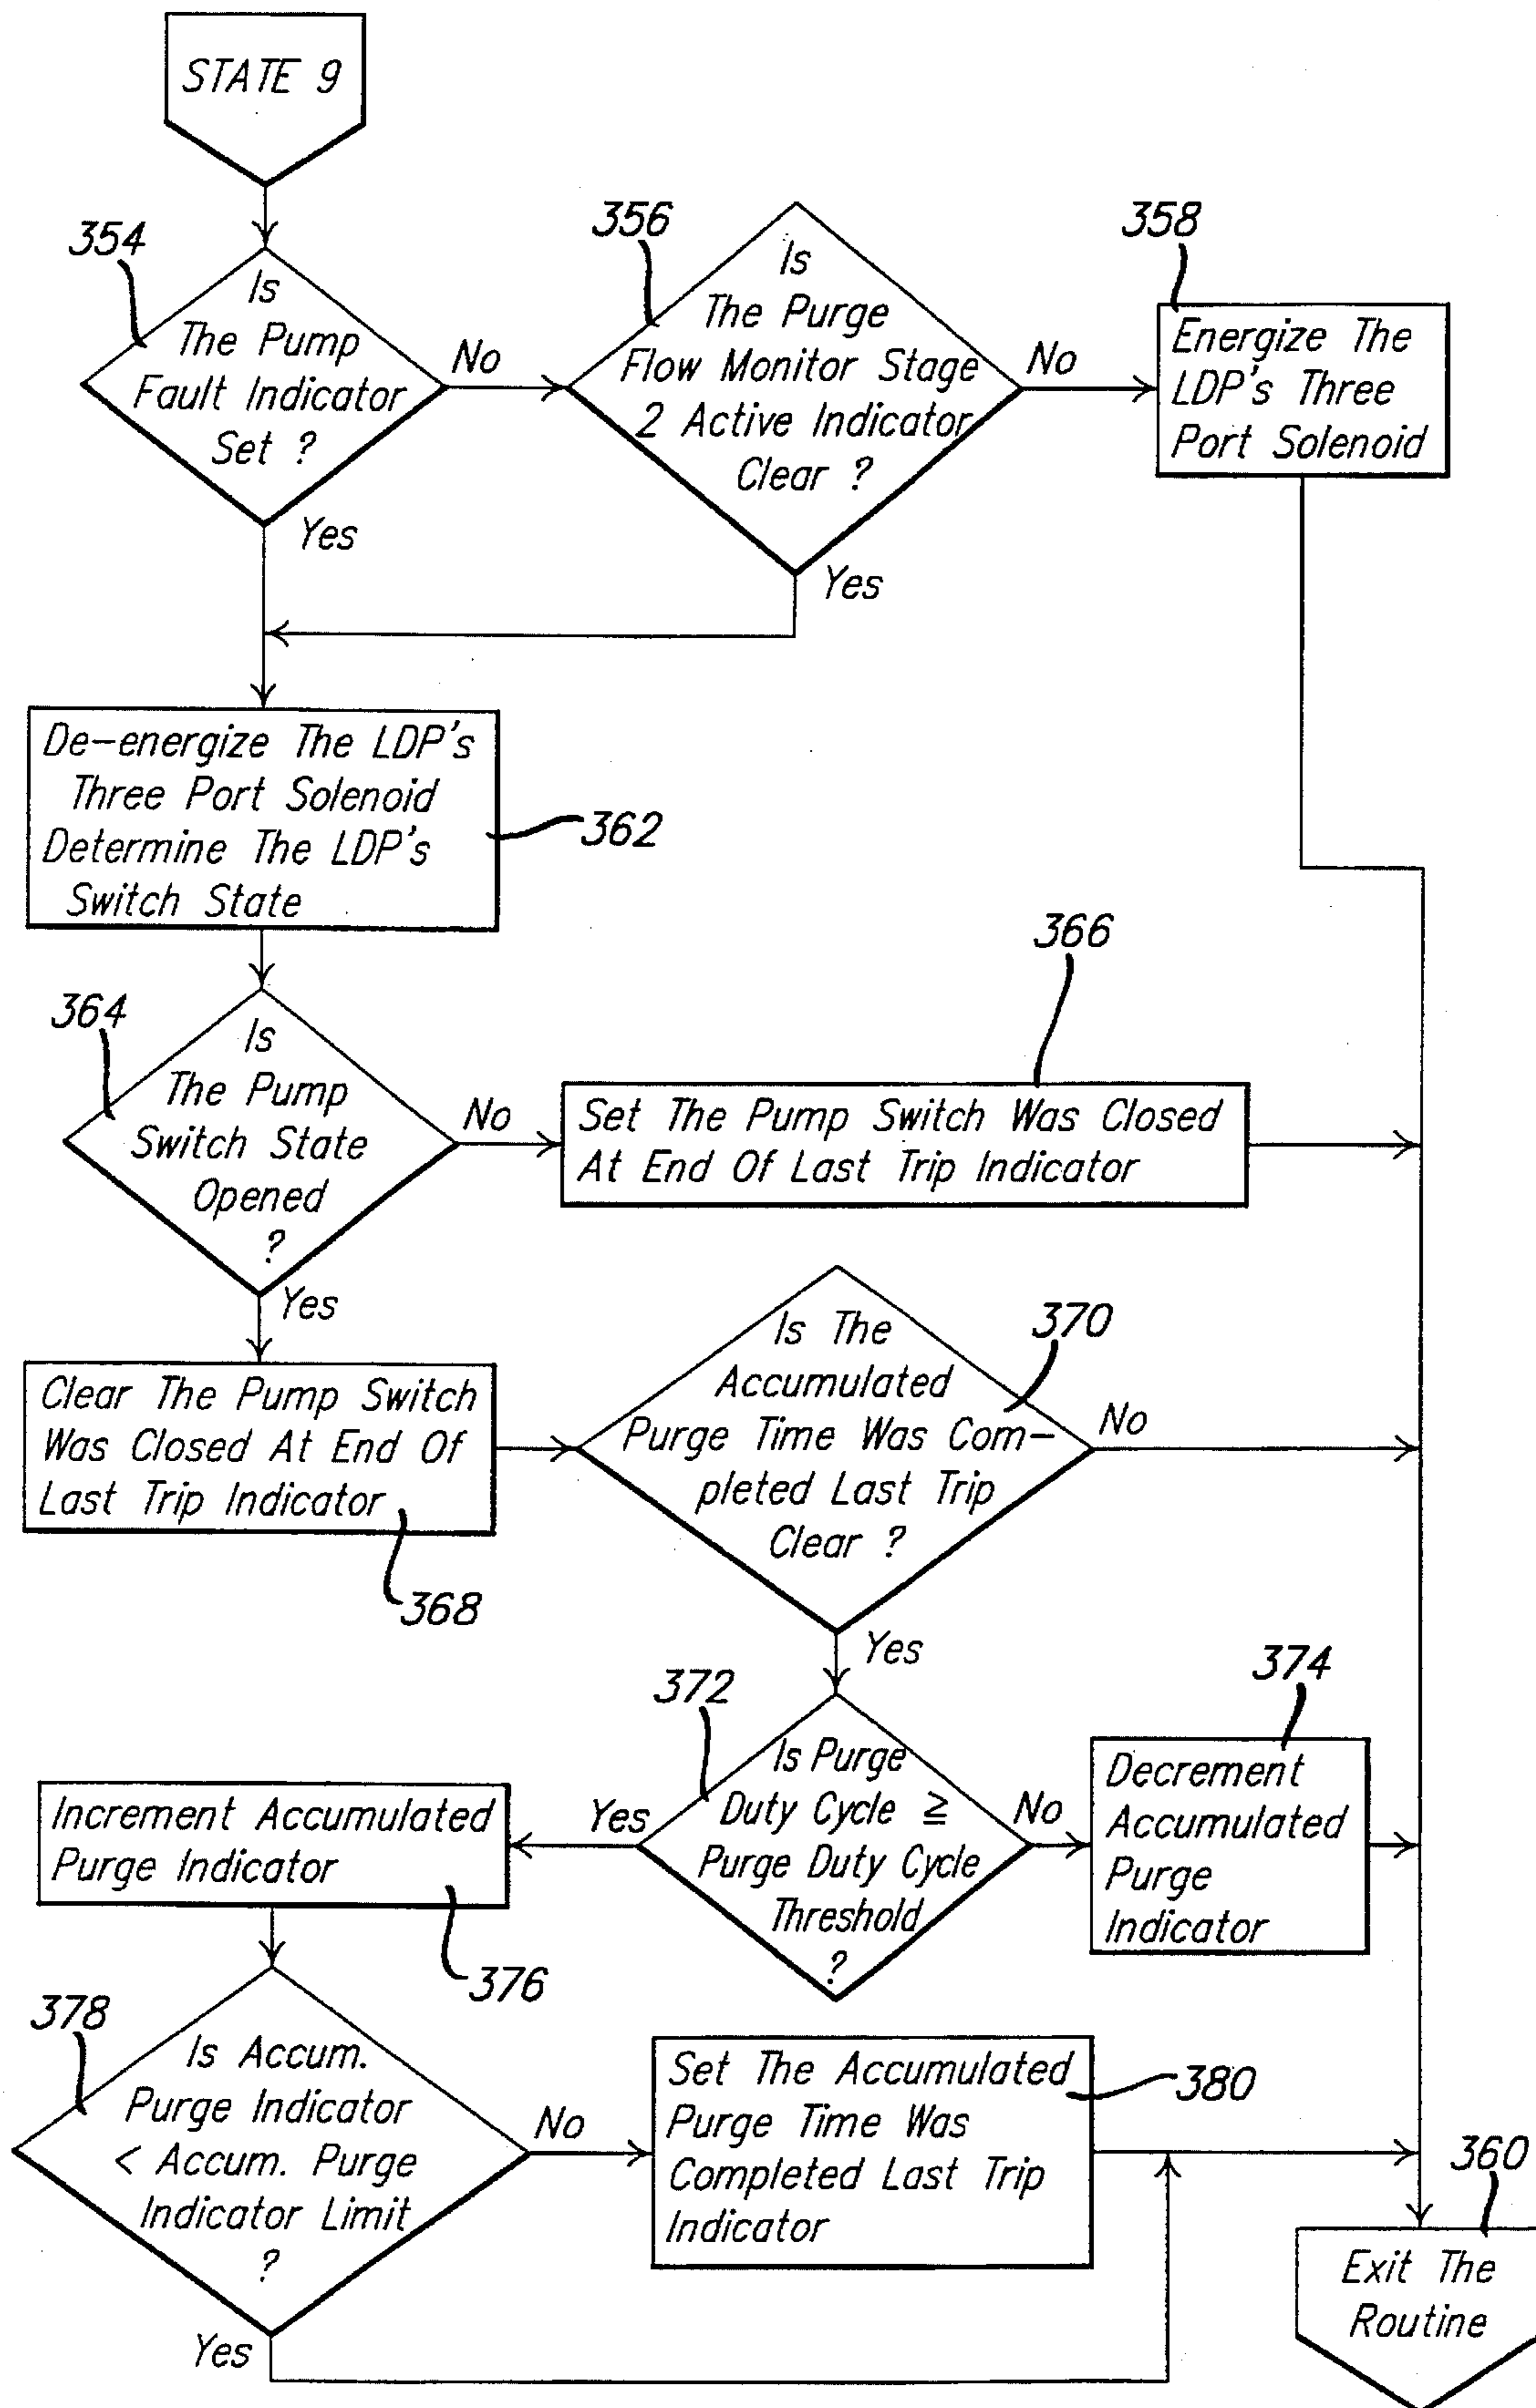 STATE 9
354
Is
The Pump
Fault Indicator
Set ?
No
Yes
356
Is
The Purge
Flow Monitor Stage
2 Active Indicator
Clear ?
No
Yes
358
Energize The
LDP's Three
Port Solenoid
De-energize The LDP's
Three Port Solenoid
Determine The LDP's
Switch State
362
364
Is
The Pump
Switch State
Opened
?
No
Yes
366
Set The Pump Switch Was Closed
At End Of Last Trip Indicator
Clear The Pump Switch
Was Closed At End Of
Last Trip Indicator
368
370
Is The
Accumulated
Purge Time Was Com-
pleted Last Trip
Clear ?
No
Yes
372
Is Purge
Duty Cycle ≧
Purge Duty Cycle
Threshold
?
Yes
No
374
Decrement
Accumulated
Purge
Indicator
Increment Accumulated
Purge Indicator
376
378
Is Accum.
Purge Indicator
< Accum. Purge
Indicator Limit
?
No
Yes
Set The Accumulated
Purge Time Was
Completed Last Trip
Indicator
380
360
Exit The
Routine